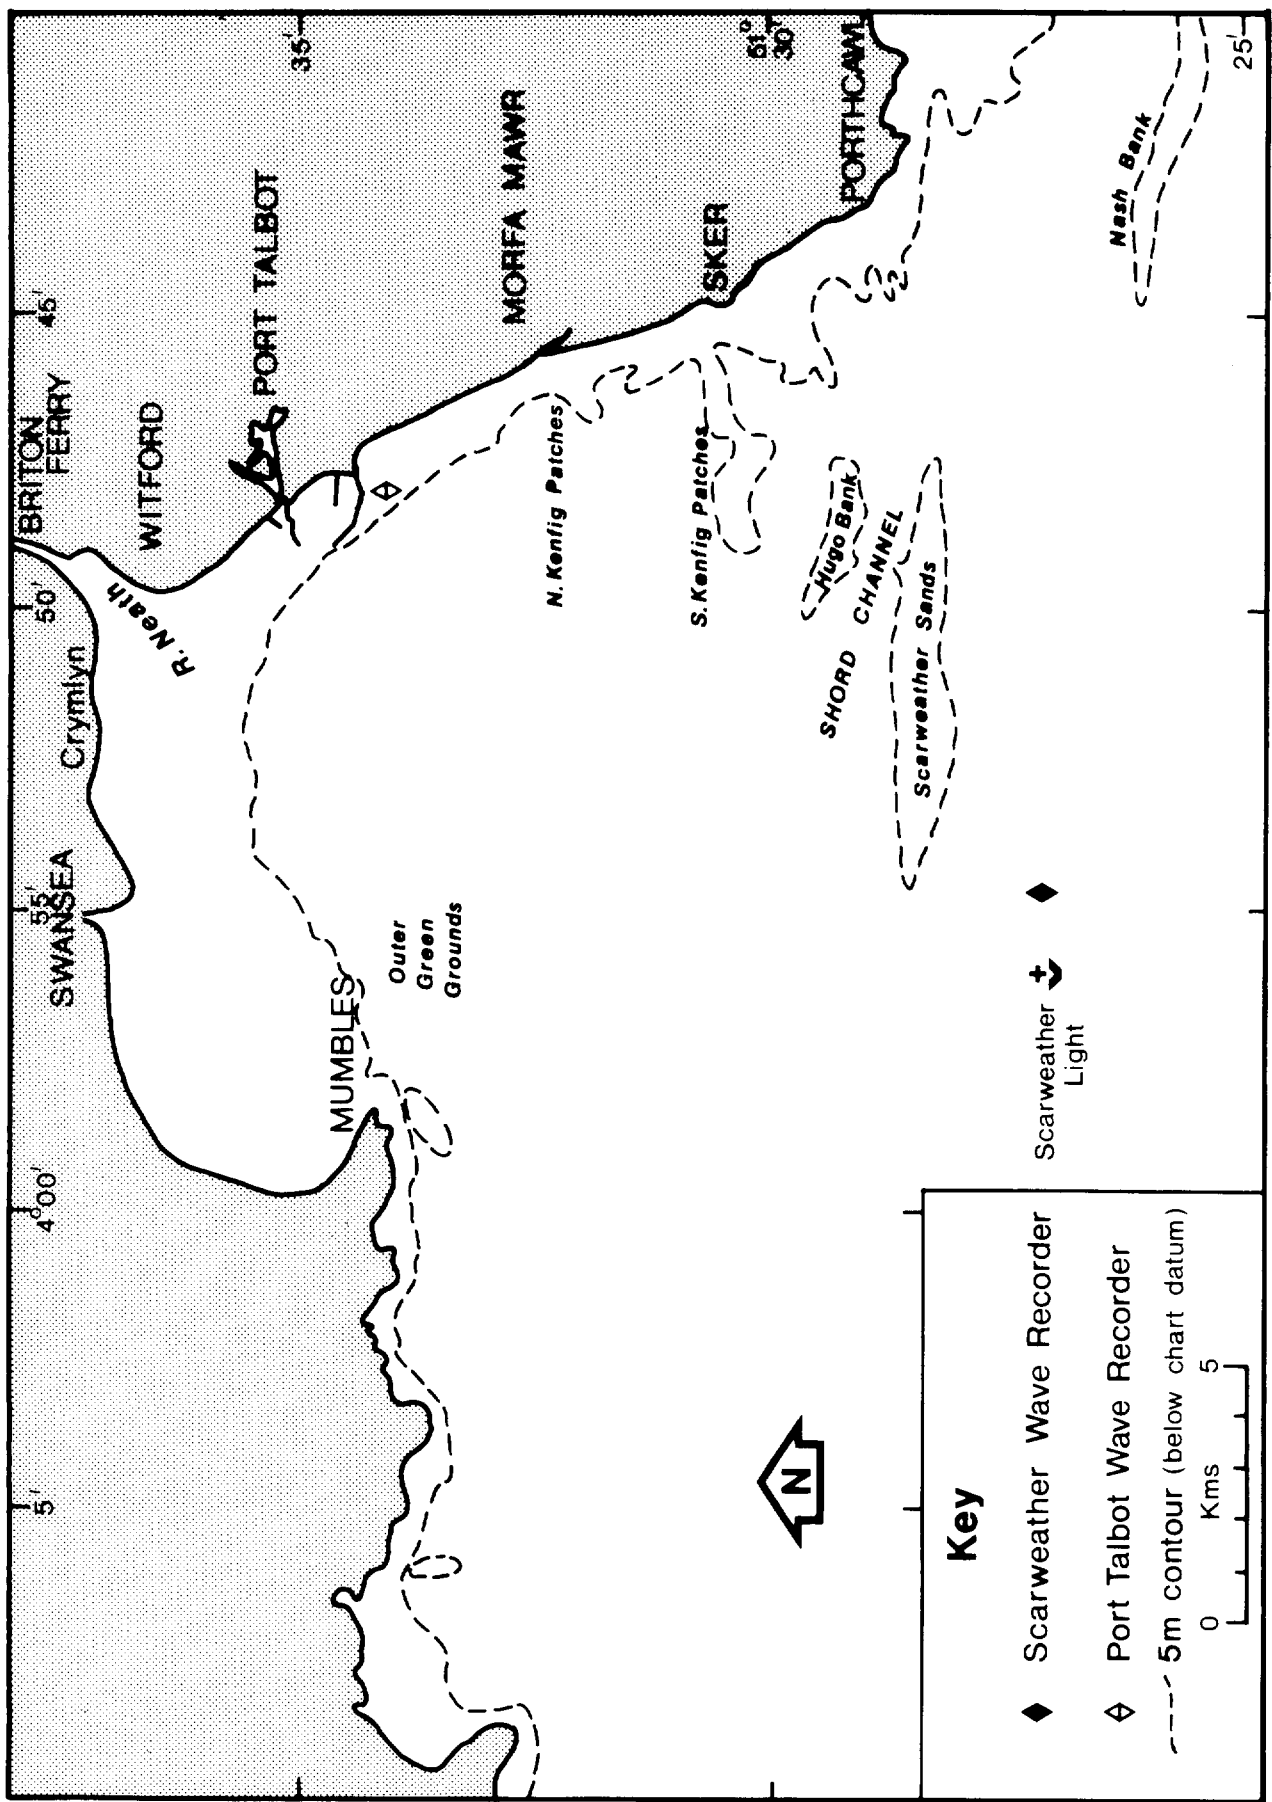 5'
4°00'
55'
50'
45'
SWANSEA
Crymlyn
BRITON
FERRY
R. Neath
WITFORD
PORT TALBOT
35'
MUMBLES
Outer
Green
Grounds
N. Kenfig Patches
MORFA MAWR
S. Kenfig Patches
SKER
51°
30'
Hugo Bank
PORTHCAWL
SHORD CHANNEL
Scarweather Sands
Nash Bank
25'
Scarweather
Light
N
Key
Scarweather Wave Recorder
Port Talbot Wave Recorder
5m contour (below chart datum)
0 Kms 5